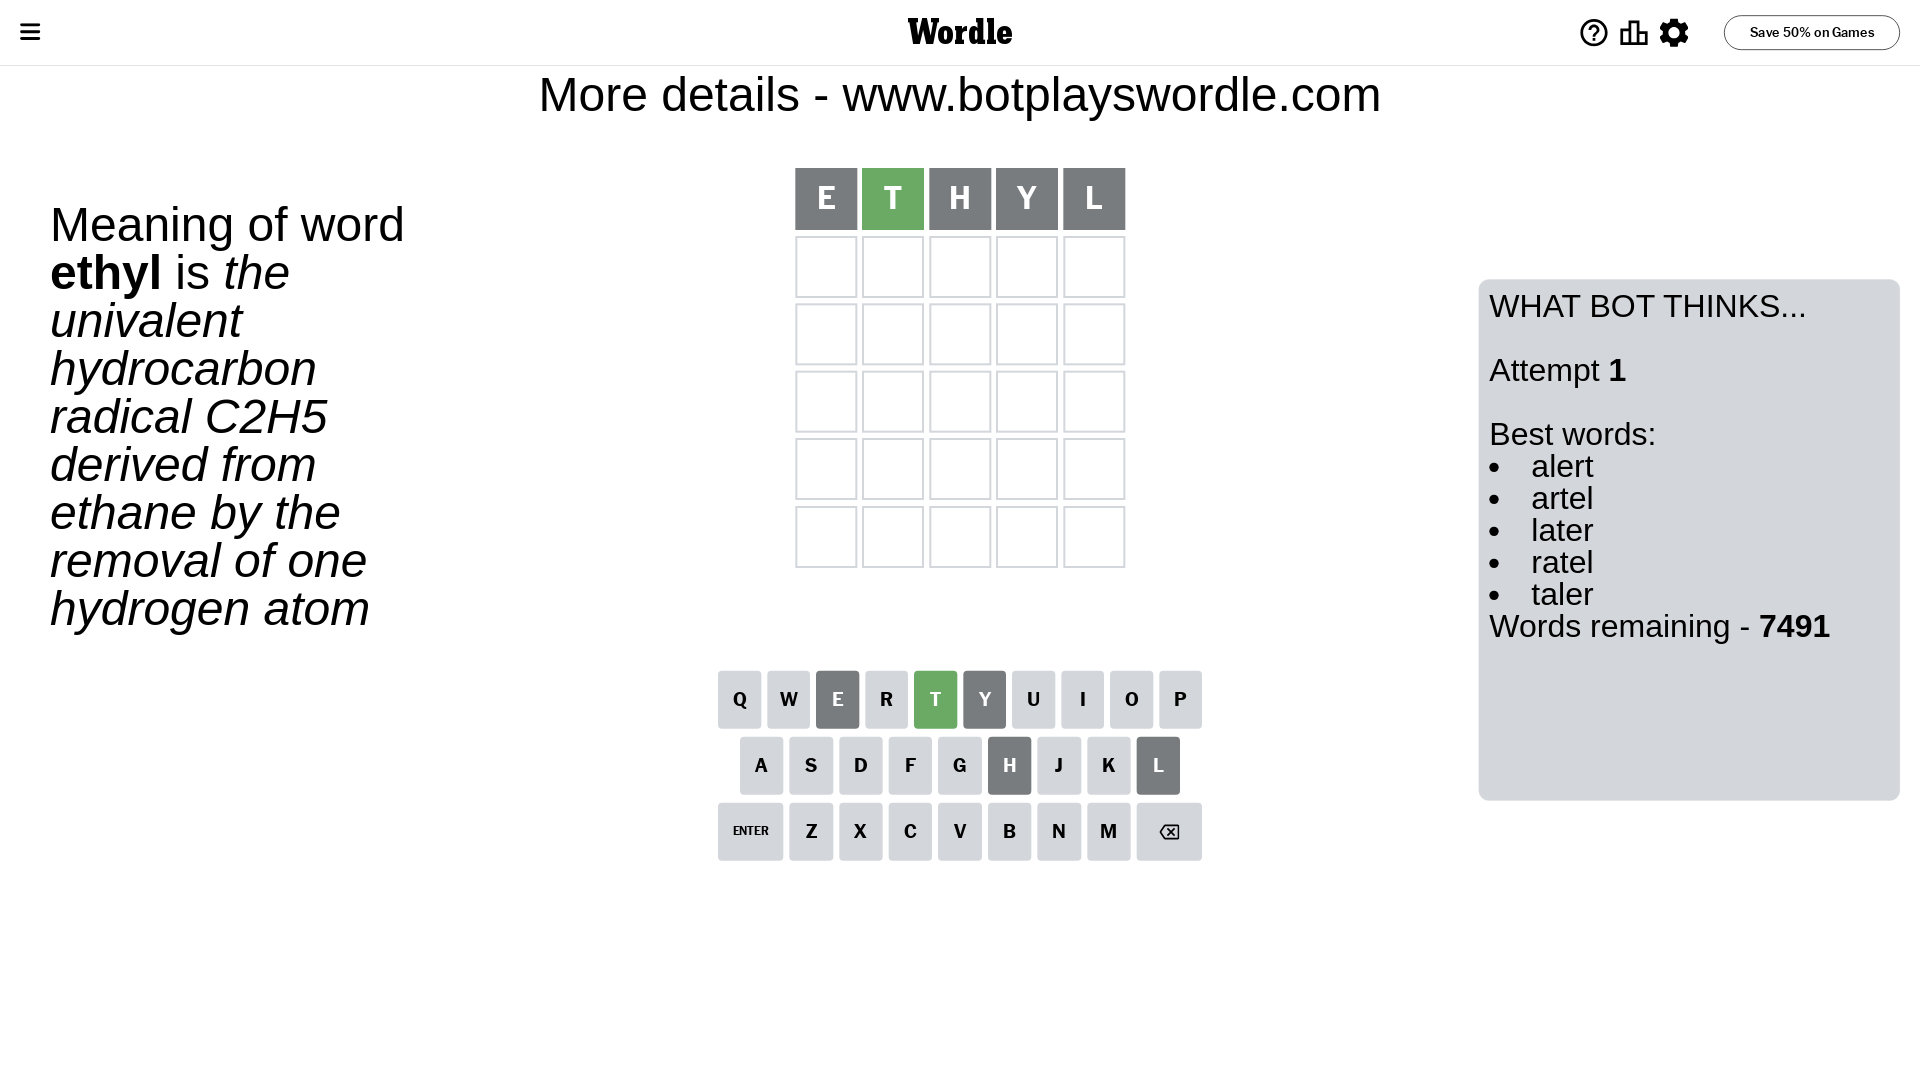 Wordle
Save 50% on Games
More details - www.botplayswordle.com
Meaning of word
ethyl is the
univalent
hydrocarbon
radical C2H5
derived from
ethane by the
removal of one
hydrogen atom
E T H Y L
WHAT BOT THINKS...
Attempt 1
Best words:
• alert
• artel
• later
• ratel
• taler
Words remaining - 7491
Q W E R T Y U I O P
A S D F G H J K L
ENTER Z X C V B N M